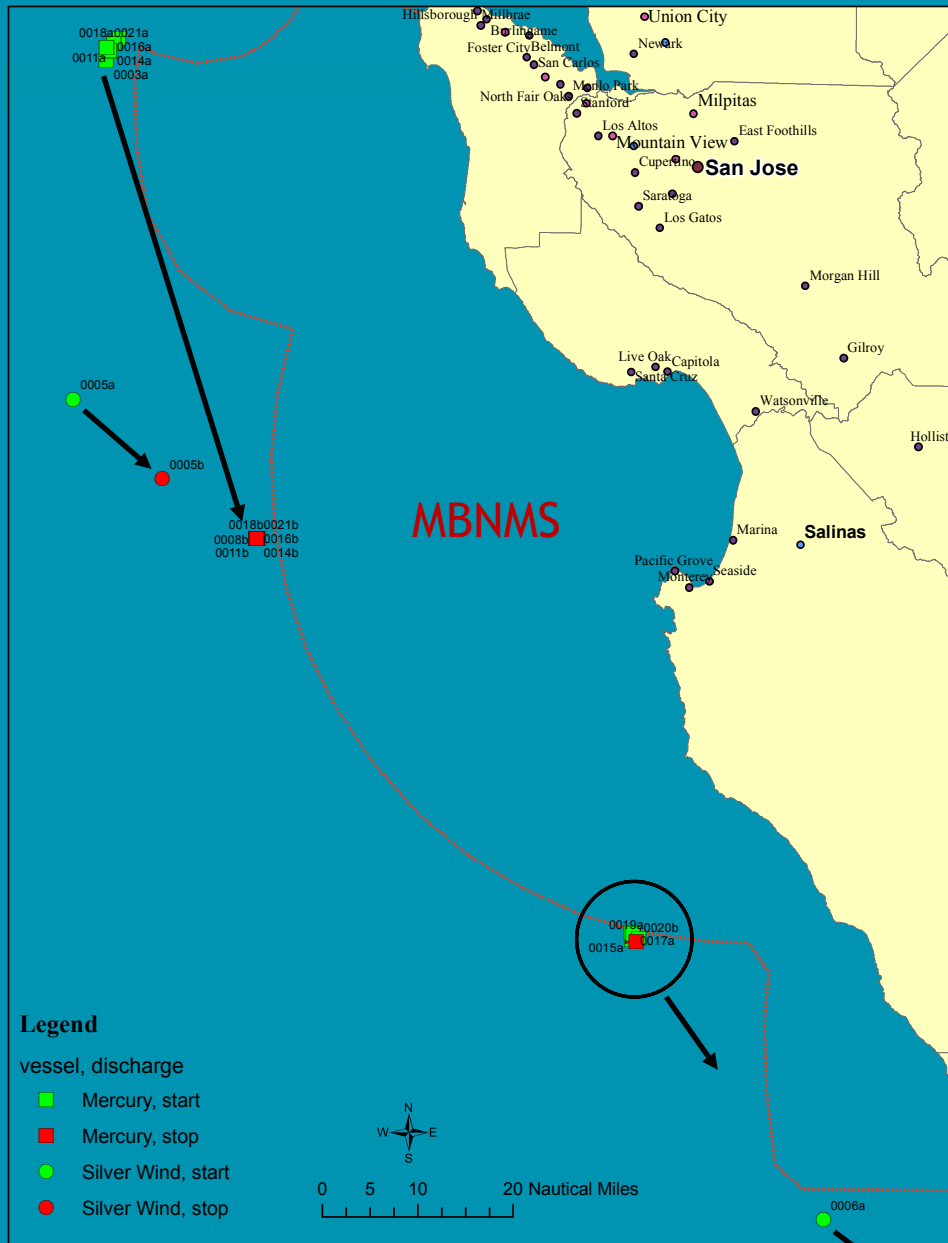 Hillsborough Millbrae
Union City
Burlingame
Newark
Foster City Belmont
San Carlos
Menlo Park
North Fair Oak
Stanford
Milpitas
Los Altos
East Foothills
Mountain View
Cupertino
San Jose
Saratoga
Los Gatos
Morgan Hill
Gilroy
Live Oak Capitola
Santa Cruz
Watsonville
Hollist
Marina
Salinas
Pacific Grove
Monterey Seaside
MBNMS
0018a 0021a
0016a
0011a 0014a
0003a
0005a
0005b
0018b 0021b
0008b 0016b
0011b 0014b
0019a 0020b
0015a 0017a
0006a
Legend
vessel, discharge
Mercury, start
Mercury, stop
Silver Wind, start
Silver Wind, stop
N
W E
S
0 5 10 20 Nautical Miles